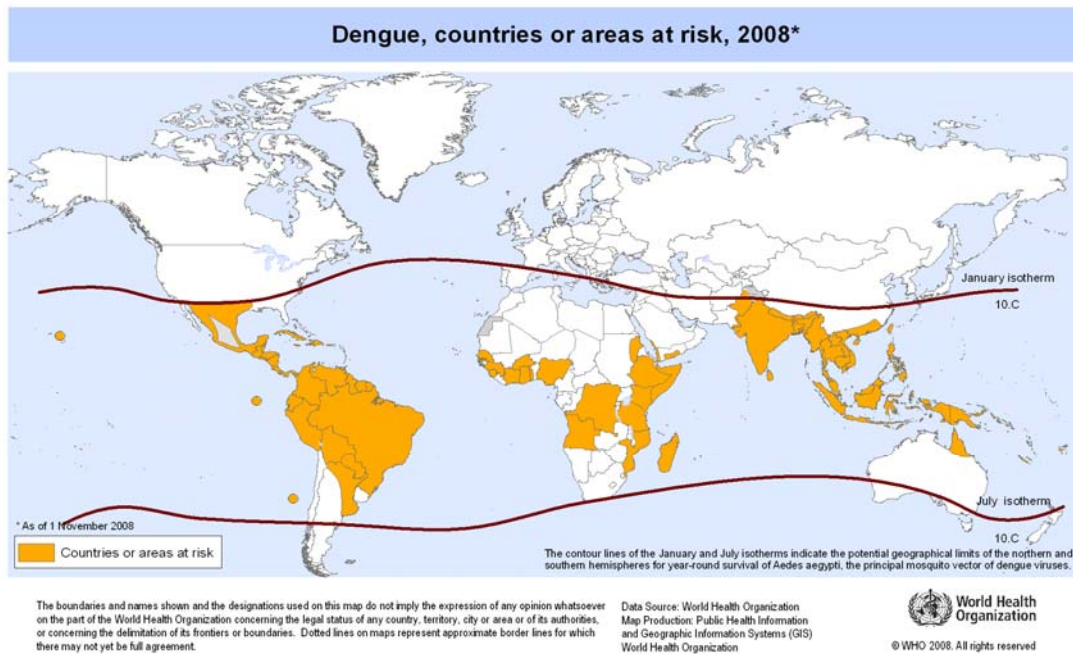 Dengue, countries or areas at risk, 2008*
January isotherm
10.C
July isotherm
10.C
* As of 1 November 2008
Countries or areas at risk
The contour lines of the January and July isotherms indicate the potential geographical limits of the northern and
southern hemispheres for year-round survival of Aedes aegypti, the principal mosquito vector of dengue viruses.
The boundaries and names shown and the designations used on this map do not imply the expression of any opinion whatsoever
on the part of the World Health Organization concerning the legal status of any country, territory, city or area or of its authorities,
or concerning the delimitation of its frontiers or boundaries. Dotted lines on maps represent approximate border lines for which
there may not yet be full agreement.
Data Source: World Health Organization
Map Production: Public Health Information
and Geographic Information Systems (GIS)
World Health Organization
World Health
Organization
© WHO 2008. All rights reserved